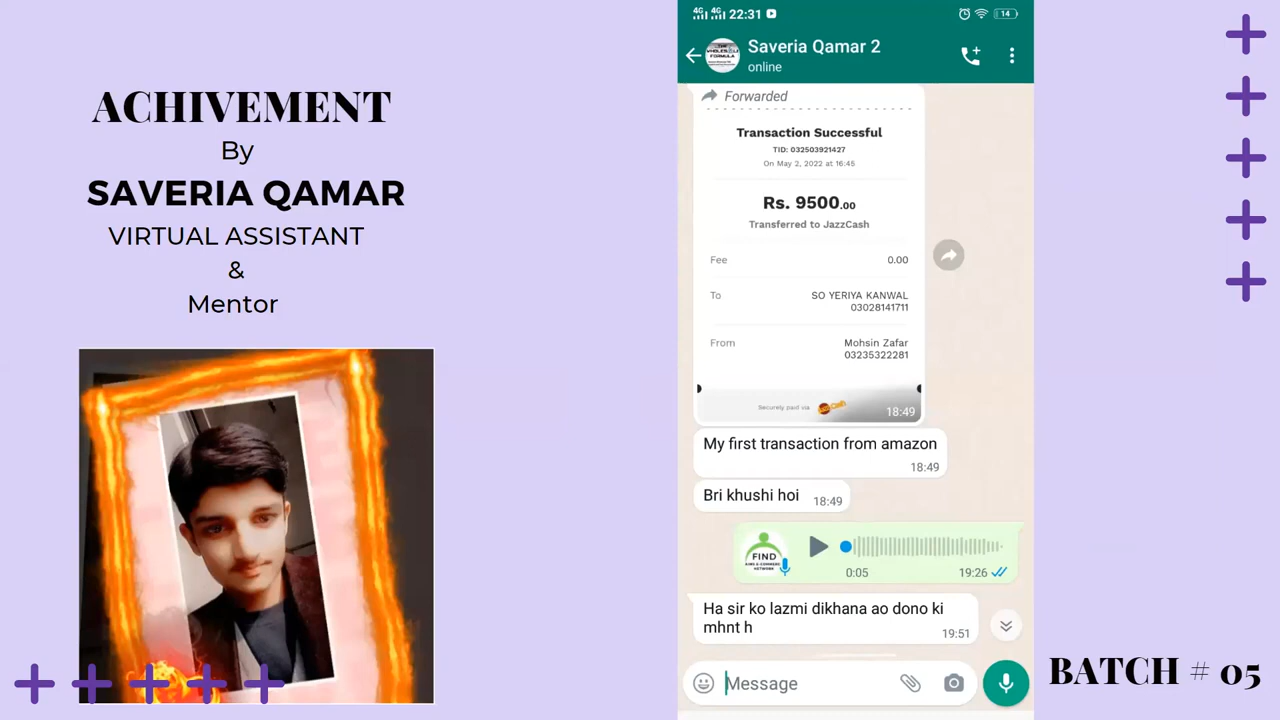 ACHIVEMENT
By
SAVERIA QAMAR
VIRTUAL ASSISTANT
&
Mentor
4G 4G 22:31
14
Saveria Qamar 2
online
Forwarded
Transaction Successful
TID: 032503921427
On May 2, 2022 at 16:45
Rs. 9500.00
Transferred to JazzCash
Fee 0.00
To SO YERIYA KANWAL
03028141711
From Mohsin Zafar
03235322281
Securely paid via
18:49
My first transaction from amazon
18:49
Bri khushi hoi 18:49
FIND
0:05 19:26
Ha sir ko lazmi dikhana ao dono ki
mhnt h
19:51
Message
BATCH # 05